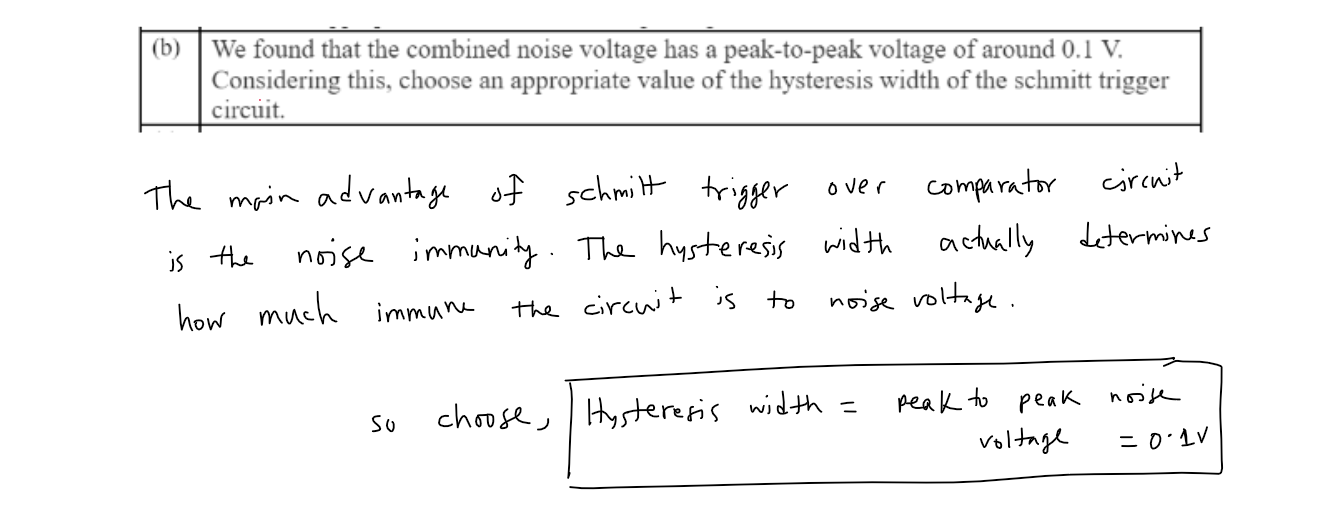 (b) We found that the combined noise voltage has a peak-to-peak voltage of around 0.1 V.
Considering this, choose an appropriate value of the hysteresis width of the schmitt trigger
circuit.
The main advantage of schmitt trigger over comparator circuit
is the noise immunity. The hysteresis width actually determines
how much immune the circuit is to noise voltage.
so choose, Hysteresis width = peak to peak noise
voltage = 0.1V